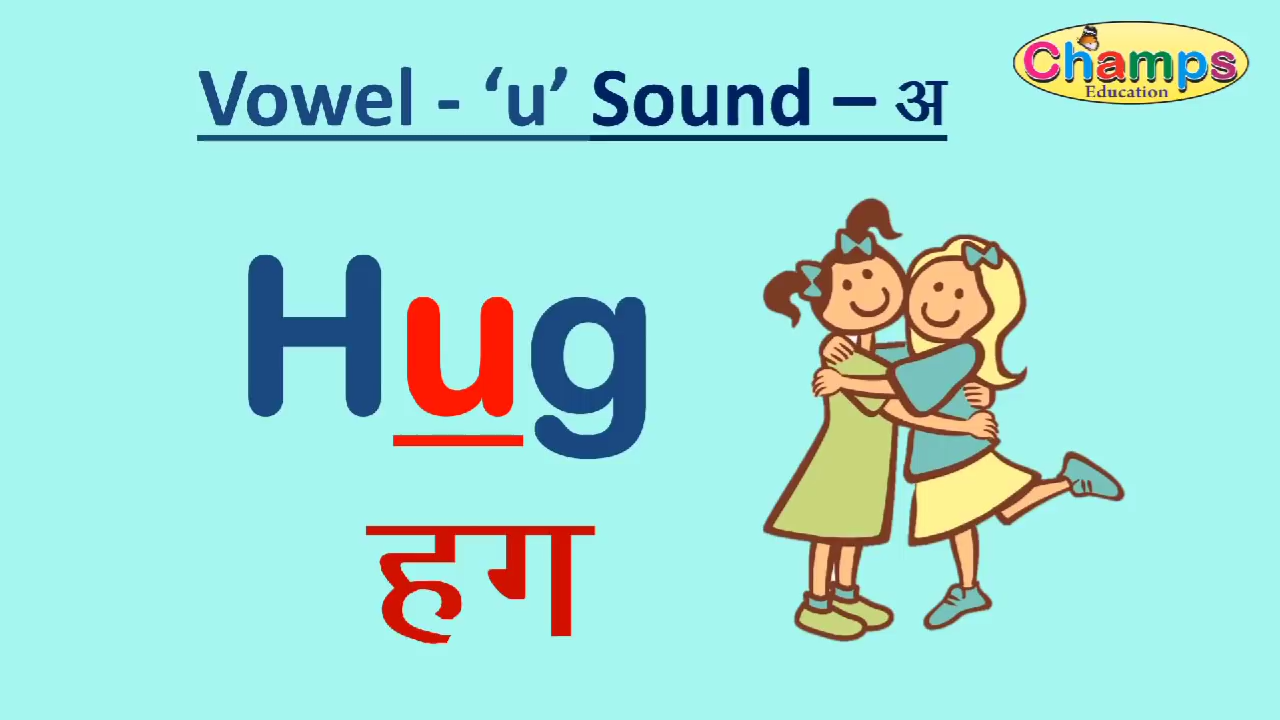 Vowel - ‘u’ Sound – अ
Champs
Education
Hug
हग